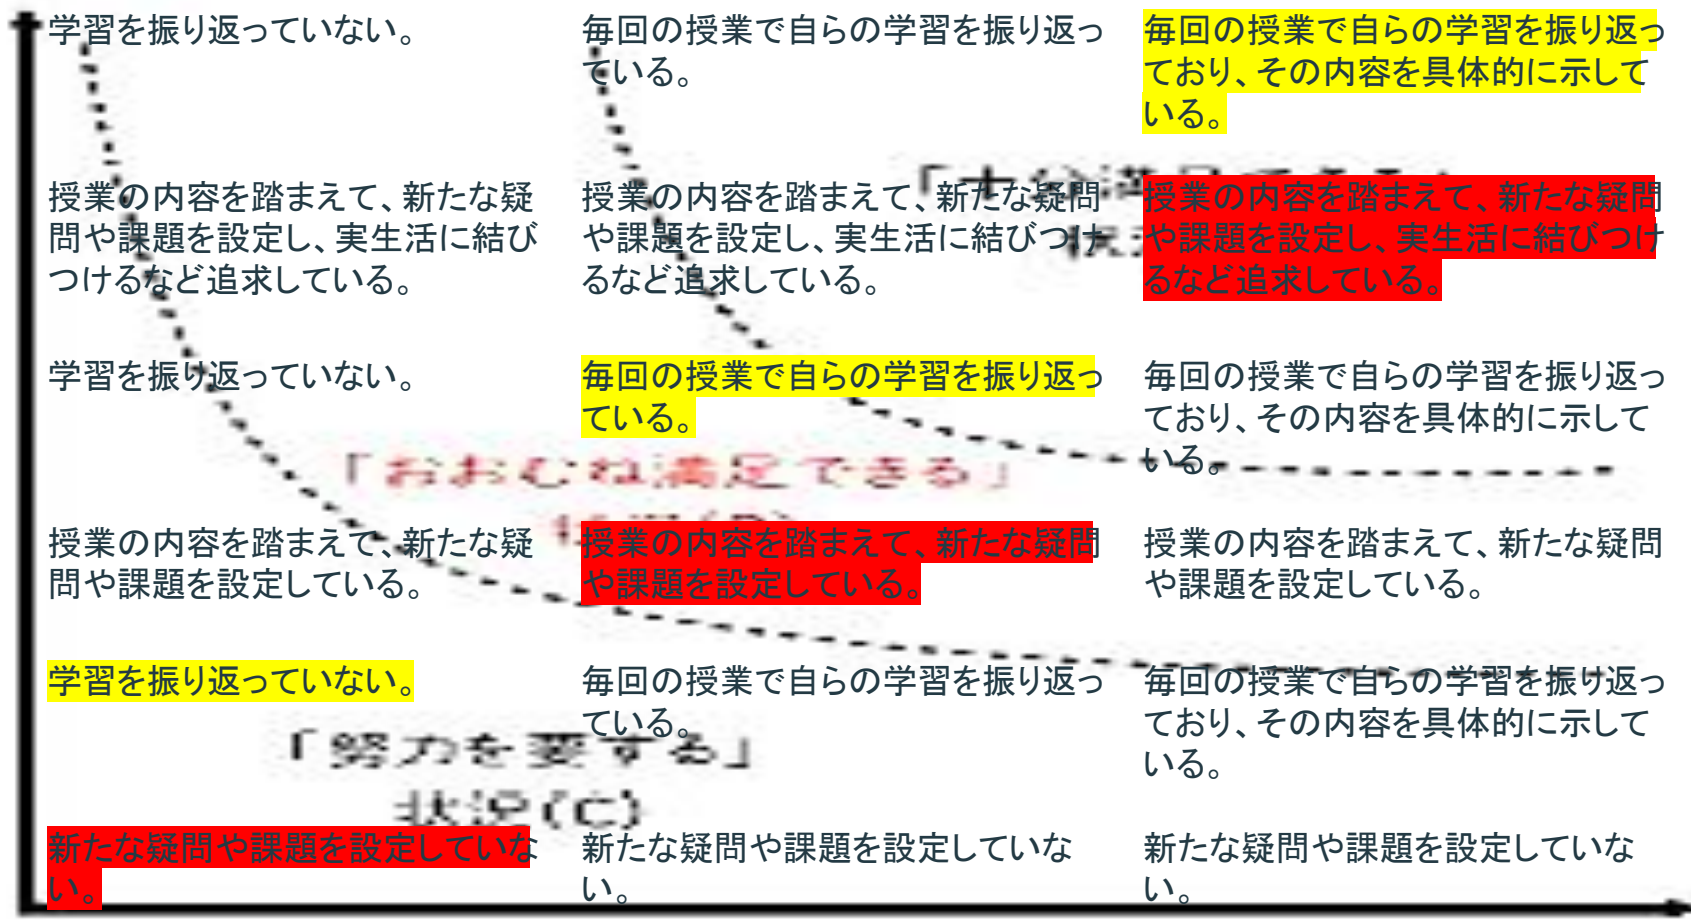 学習を振り返っていない。
毎回の授業で自らの学習を振り返っ
ている。
毎回の授業で自らの学習を振り返っ
ており、その内容を具体的に示して
いる。
授業の内容を踏まえて、新たな疑
問や課題を設定し、実生活に結び
つけるなど追求している。
授業の内容を踏まえて、新たな疑問
や課題を設定し、実生活に結びつけ
るなど追求している。
授業の内容を踏まえて、新たな疑問
や課題を設定し、実生活に結びつけ
るなど追求している。
学習を振り返っていない。
毎回の授業で自らの学習を振り返っ
ている。
毎回の授業で自らの学習を振り返っ
ており、その内容を具体的に示して
いる。
「おおむね満足できる」
授業の内容を踏まえて、新たな疑
問や課題を設定している。
授業の内容を踏まえて、新たな疑問
や課題を設定している。
授業の内容を踏まえて、新たな疑問
や課題を設定している。
学習を振り返っていない。
毎回の授業で自らの学習を振り返っ
ている。
毎回の授業で自らの学習を振り返っ
ており、その内容を具体的に示して
いる。
「努力を要する」
状況(C)
新たな疑問や課題を設定していな
い。
新たな疑問や課題を設定していな
い。
新たな疑問や課題を設定していな
い。